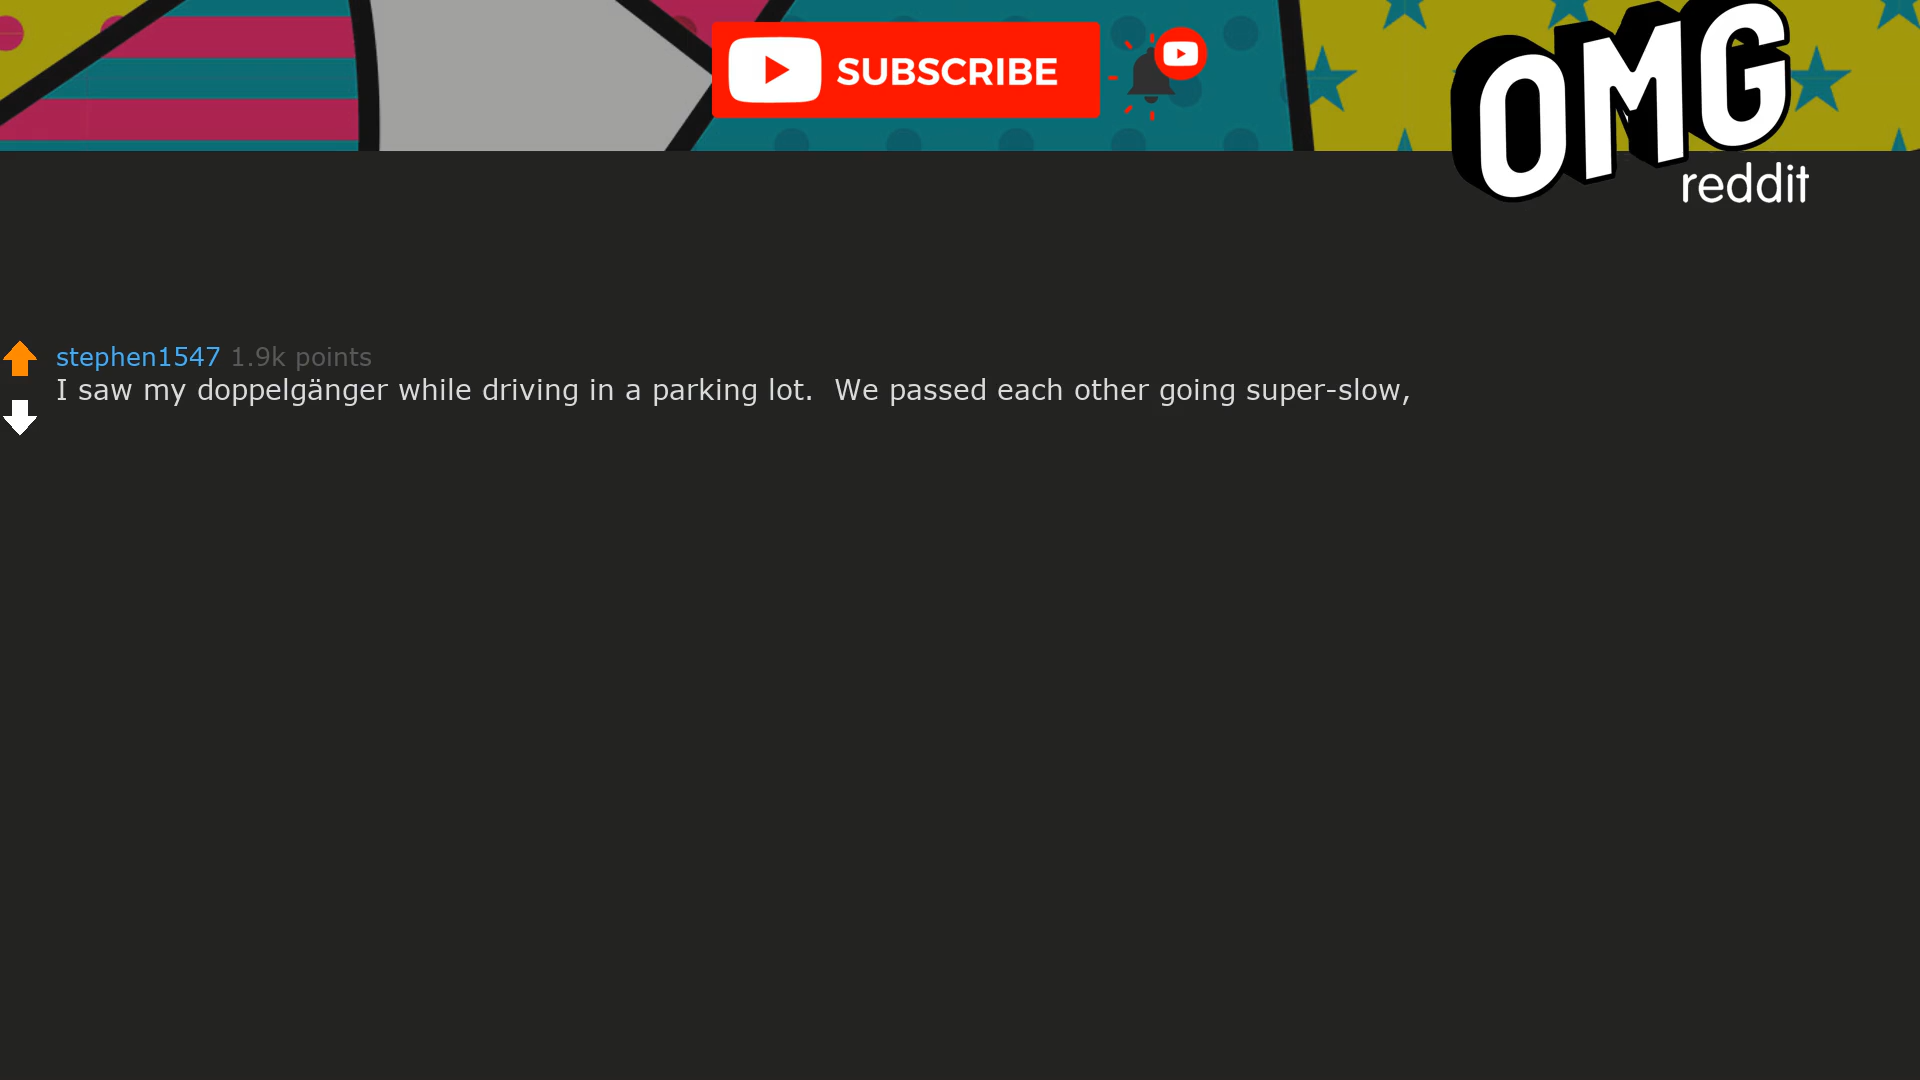 SUBSCRIBE
OMG
reddit
stephen1547 1.9k points
I saw my doppelgänger while driving in a parking lot.  We passed each other going super-slow,